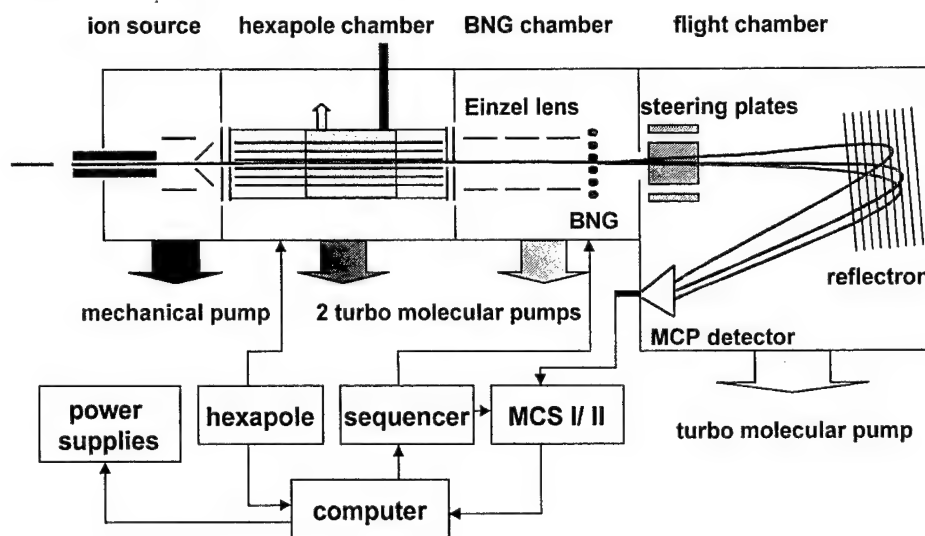 ion source hexapole chamber BNG chamber flight chamber
Einzel lens steering plates
BNG
reflectron
mechanical pump 2 turbo molecular pumps
MCP detector
power supplies
hexapole
sequencer
MCS I/ II
turbo molecular pump
computer